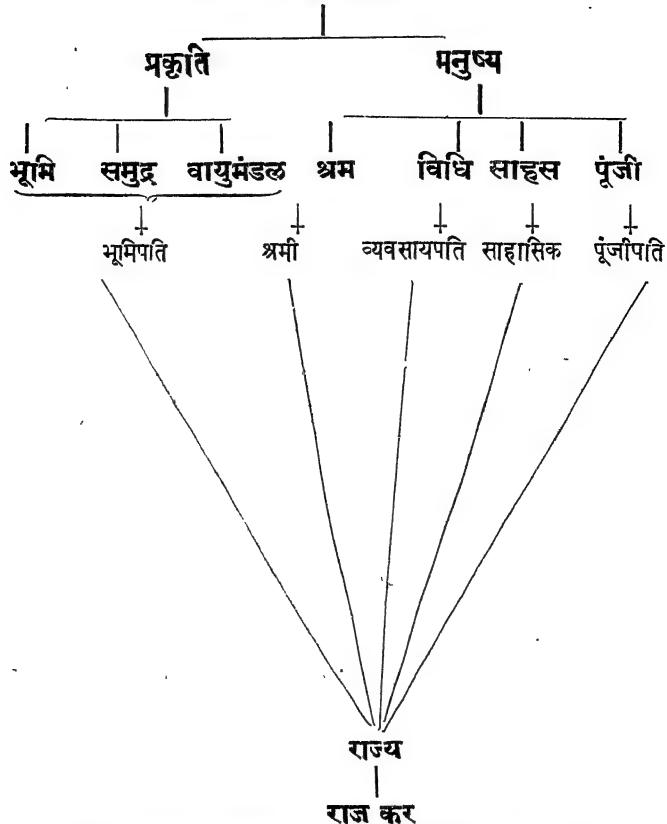 प्रकृति मनुष्य
भूमि समुद्र वायुमंडल श्रम विधि साहस पूंजी
भूमिपति श्रमी व्यवसायपति साहासिक पूंजीपति
राज्य
राज कर